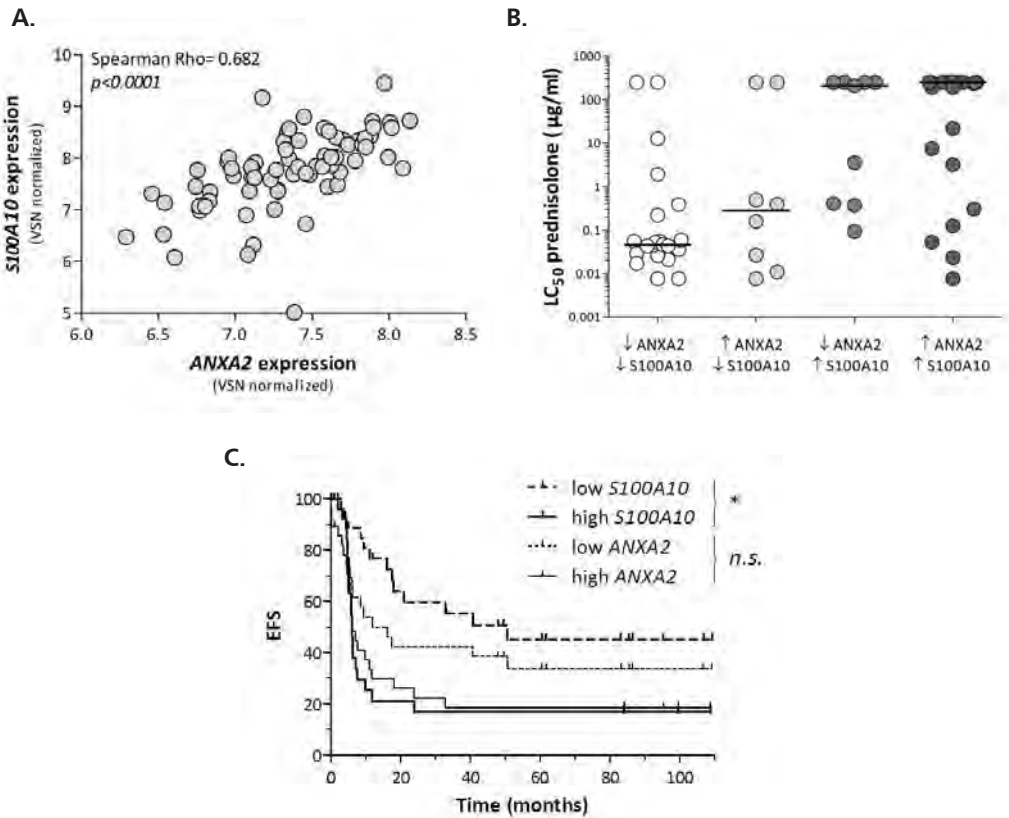 A.
Spearman Rho= 0.682
p<0.0001
10
9
8
7
6
5
S100A10 expression
(VSN normalized)
6.0 6.5 7.0 7.5 8.0 8.5
ANXA2 expression
(VSN normalized)
B.
LC50 prednisolone (µg/ml)
1000
100
10
1
0.1
0.01
0.001
↓ ANXA2 ↑ ANXA2 ↓ ANXA2 ↑ ANXA2
↓ S100A10 ↓ S100A10 ↑ S100A10 ↑ S100A10
C.
low S100A10
high S100A10
*
low ANXA2
high ANXA2
n.s.
EFS
100
80
60
40
20
0
0 20 40 60 80 100
Time (months)